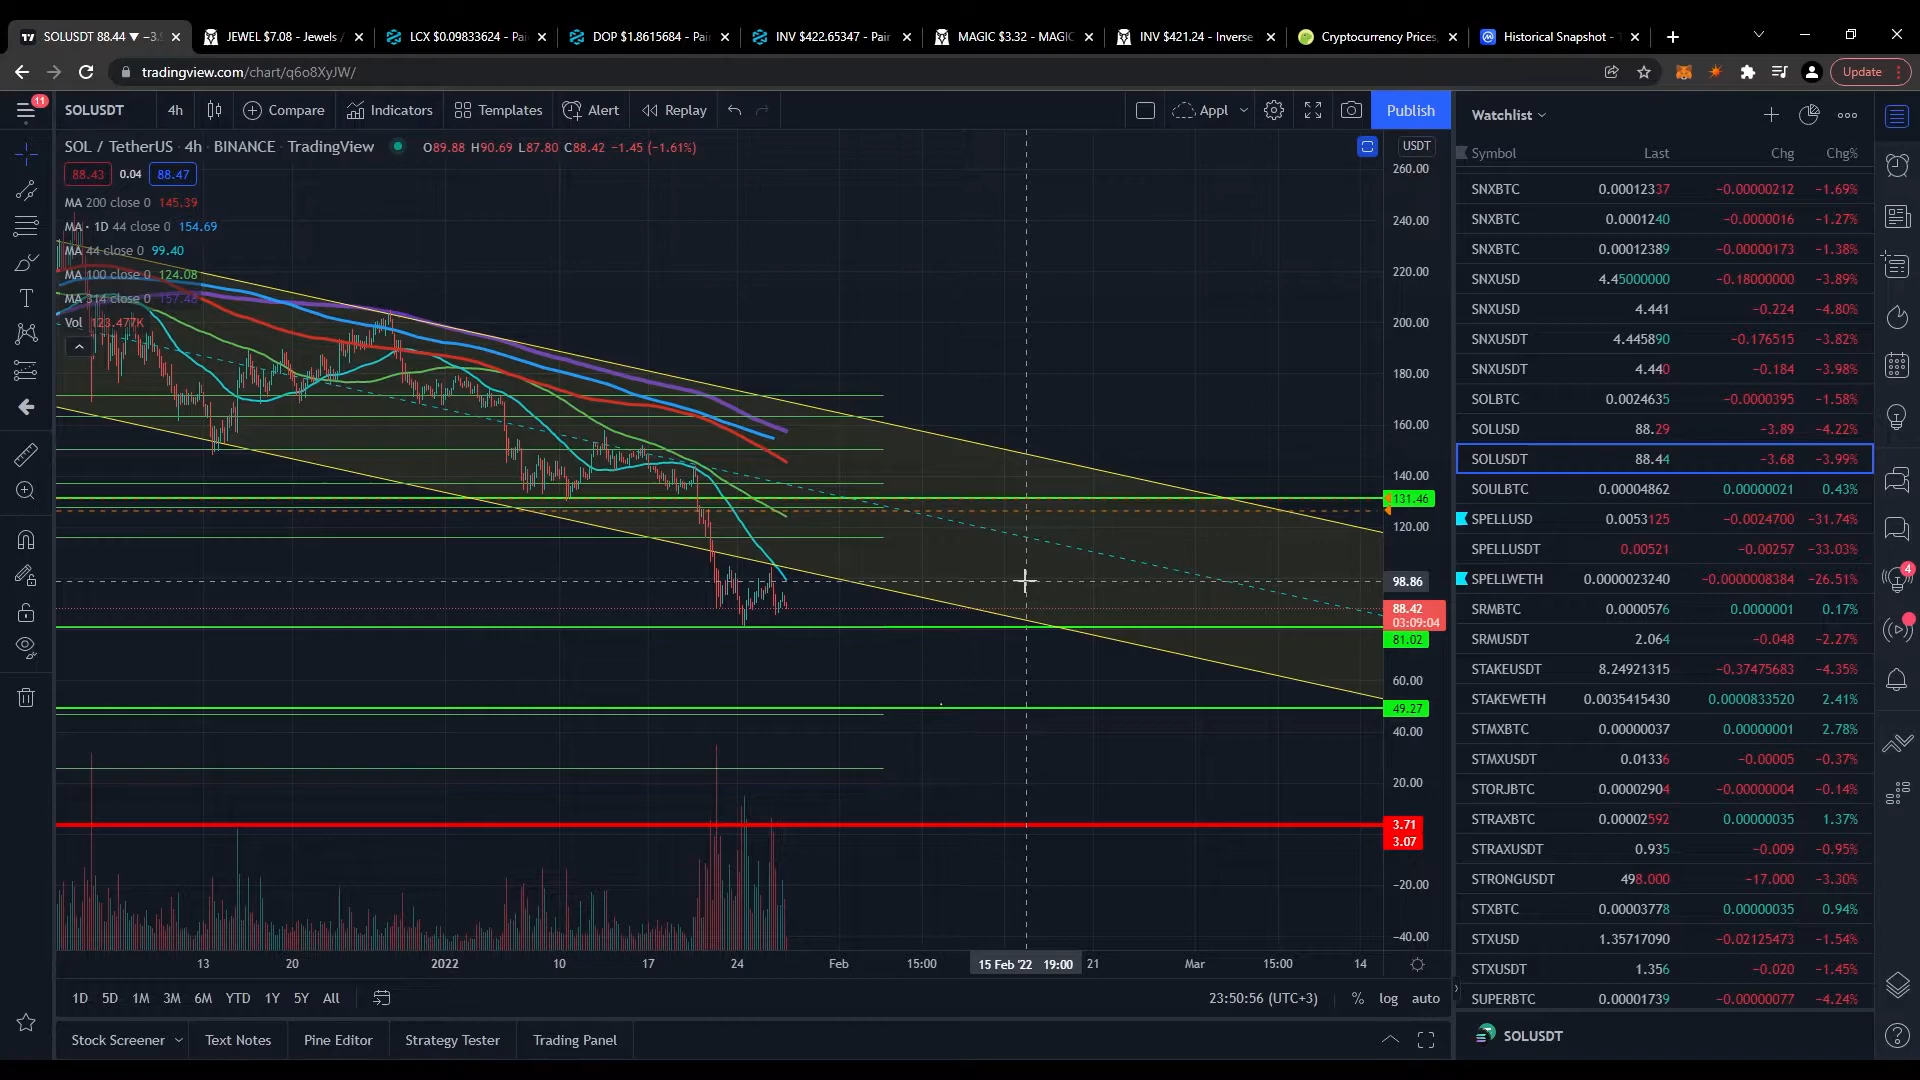 SOLUSDT 88.44 ▼ −3.9
JEWEL $7.08 - Jewels /
LCX $0.09833624 - Pai
DOP $1.8615684 - Pair
INV $422.65347 - Pair
MAGIC $3.32 - MAGIC
INV $421.24 - Inverse
Cryptocurrency Prices,
Historical Snapshot -
tradingview.com/chart/q6o8XyJW/
Update
11
SOLUSDT 4h Compare Indicators Templates Alert Replay Appl Publish
Watchlist
SOL / TetherUS · 4h · BINANCE · TradingView O89.88 H90.69 L87.80 C88.42 −1.45 (−1.61%)
88.43 0.04 88.47
MA 200 close 0 145.39
MA · 1D 44 close 0 154.69
MA 44 close 0 99.40
MA 100 close 0 124.08
MA 314 close 0 157.48
Vol 123.477K
USDT
260.00
240.00
220.00
200.00
180.00
160.00
140.00
131.46
120.00
98.86
88.42
03:09:04
81.02
60.00
49.27
40.00
20.00
3.71
3.07
−20.00
−40.00
13 20 2022 10 17 24 Feb 15:00 15 Feb '22 19:00 21 Mar 15:00 14
1D 5D 1M 3M 6M YTD 1Y 5Y All
23:50:56 (UTC+3) % log auto
Stock Screener Text Notes Pine Editor Strategy Tester Trading Panel
Symbol Last Chg Chg%
SNXBTC 0.00012337 −0.00000212 −1.69%
SNXBTC 0.0001240 −0.0000016 −1.27%
SNXBTC 0.00012389 −0.00000173 −1.38%
SNXUSD 4.45000000 −0.18000000 −3.89%
SNXUSD 4.441 −0.224 −4.80%
SNXUSDT 4.445890 −0.176515 −3.82%
SNXUSDT 4.440 −0.184 −3.98%
SOLBTC 0.0024635 −0.0000395 −1.58%
SOLUSD 88.29 −3.89 −4.22%
SOLUSDT 88.44 −3.68 −3.99%
SOULBTC 0.00004862 0.00000021 0.43%
SPELLUSD 0.0053125 −0.0024700 −31.74%
SPELLUSDT 0.00521 −0.00257 −33.03%
SPELLWETH 0.0000023240 −0.0000008384 −26.51%
SRMBTC 0.0000576 0.0000001 0.17%
SRMUSDT 2.064 −0.048 −2.27%
STAKEUSDT 8.24921315 −0.37475683 −4.35%
STAKEWETH 0.0035415430 0.0000833520 2.41%
STMXBTC 0.00000037 0.00000001 2.78%
STMXUSDT 0.01336 −0.00005 −0.37%
STORJBTC 0.00002904 −0.00000004 −0.14%
STRAXBTC 0.00002592 0.00000035 1.37%
STRAXUSDT 0.935 −0.009 −0.95%
STRONGUSDT 498.000 −17.000 −3.30%
STXBTC 0.00003778 0.00000035 0.94%
STXUSD 1.35717090 −0.02125473 −1.54%
STXUSDT 1.356 −0.020 −1.45%
SUPERBTC 0.00001739 −0.00000077 −4.24%
SOLUSDT
4